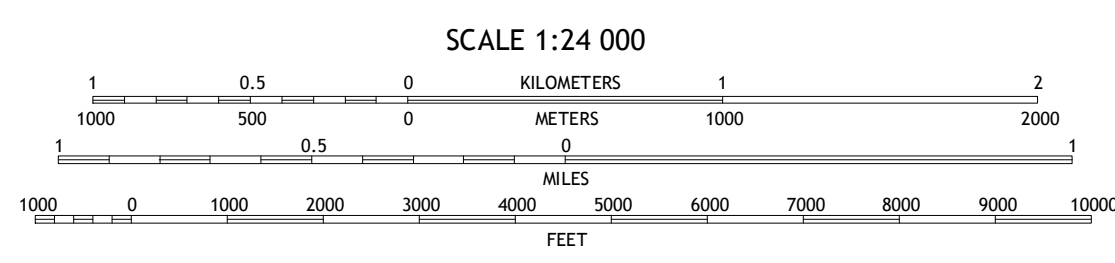 SCALE 1:24 000
1 0.5 0 KILOMETERS 1 2
1000 500 0 METERS 1000 2000
1 0.5 0 1
MILES
1000 0 1000 2000 3000 4000 5000 6000 7000 8000 9000 10000
FEET